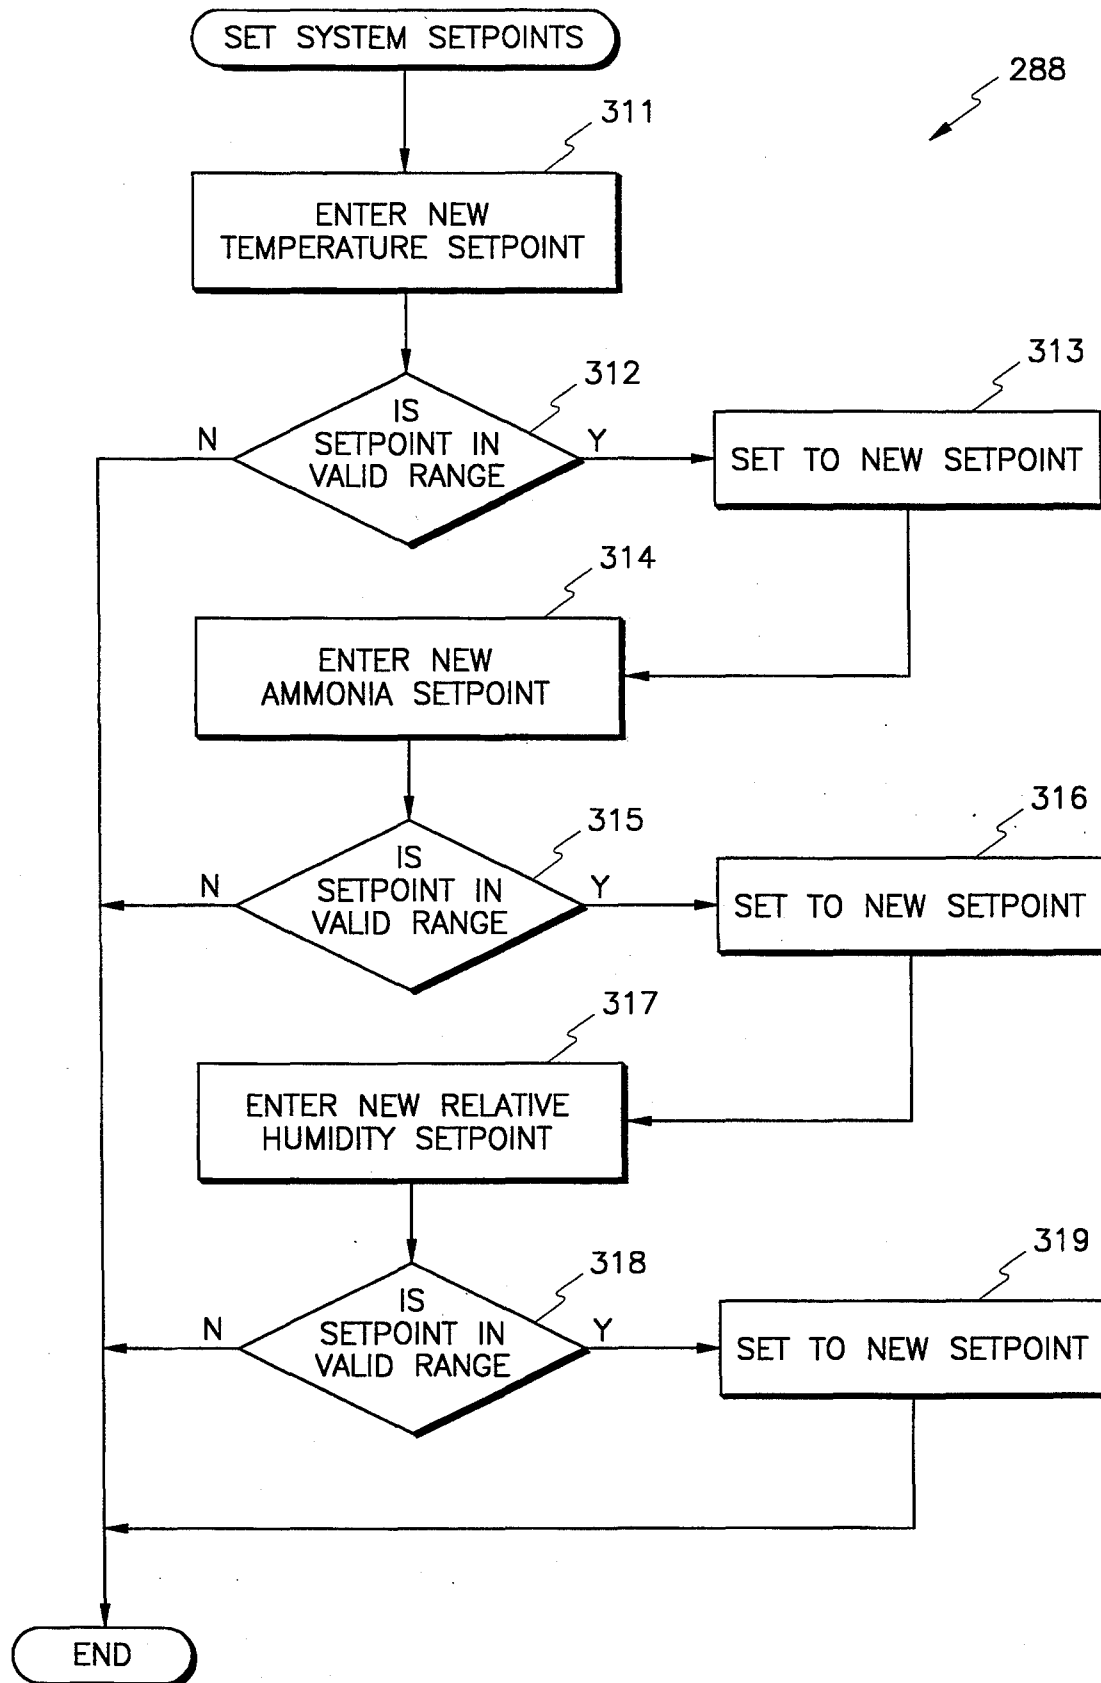 SET SYSTEM SETPOINTS
288
311
ENTER NEW
TEMPERATURE SETPOINT
312
IS
SETPOINT IN
VALID RANGE
N
Y
313
SET TO NEW SETPOINT
314
ENTER NEW
AMMONIA SETPOINT
315
IS
SETPOINT IN
VALID RANGE
N
Y
316
SET TO NEW SETPOINT
317
ENTER NEW RELATIVE
HUMIDITY SETPOINT
318
IS
SETPOINT IN
VALID RANGE
N
Y
319
SET TO NEW SETPOINT
END